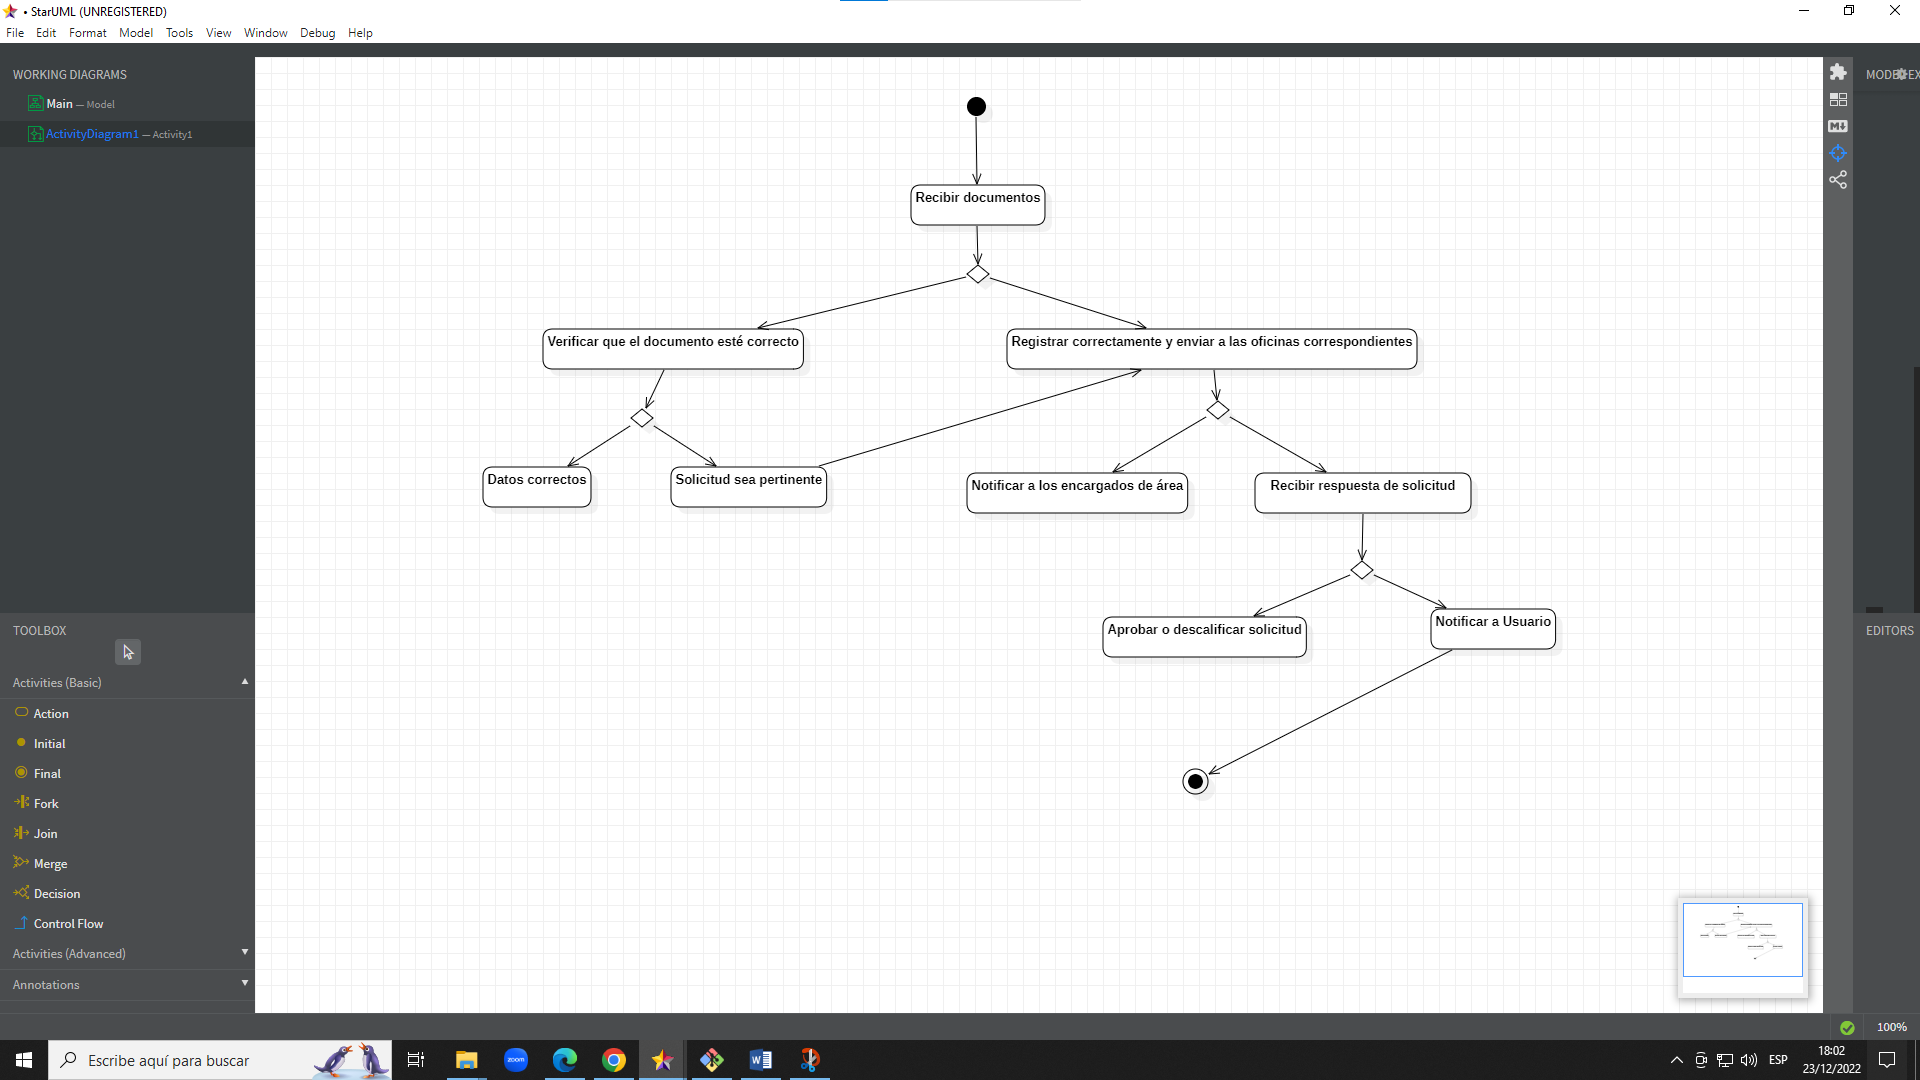 • StarUML (UNREGISTERED)
File Edit Format Model Tools View Window Debug Help
WORKING DIAGRAMS
Main — Model
ActivityDiagram1 — Activity1
TOOLBOX
Activities (Basic)
Action
Initial
Final
Fork
Join
Merge
Decision
Control Flow
Activities (Advanced)
Annotations
Recibir documentos
Verificar que el documento esté correcto
Registrar correctamente y enviar a las oficinas correspondientes
Datos correctos
Solicitud sea pertinente
Notificar a los encargados de área
Recibir respuesta de solicitud
Aprobar o descalificar solicitud
Notificar a Usuario
EDITORS
100%
Escribe aquí para buscar
zoom
ESP
18:02
23/12/2022